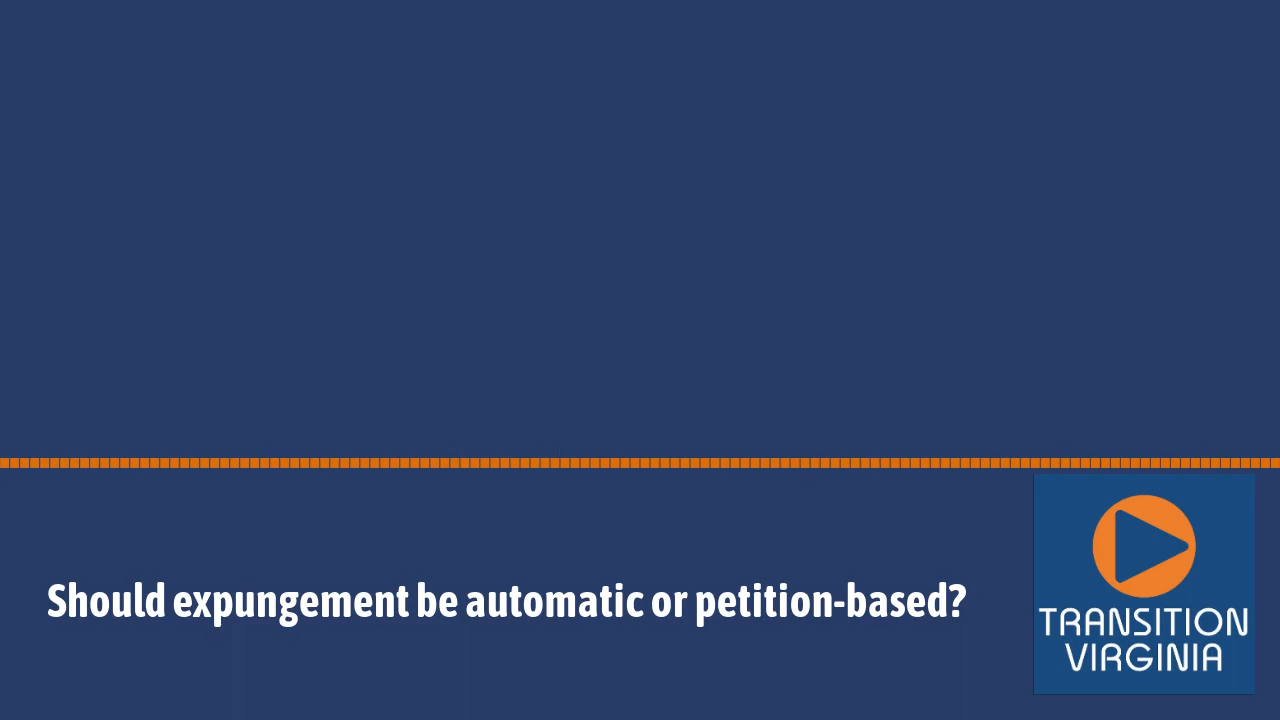 Should expungement be automatic or petition-based?
TRANSITION
VIRGINIA